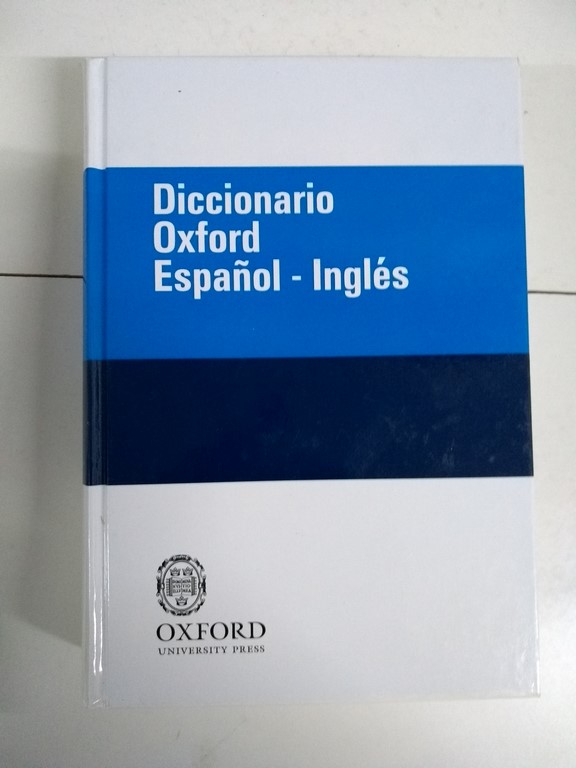 Diccionario
Oxford
Español - Inglés
OXFORD
UNIVERSITY PRESS